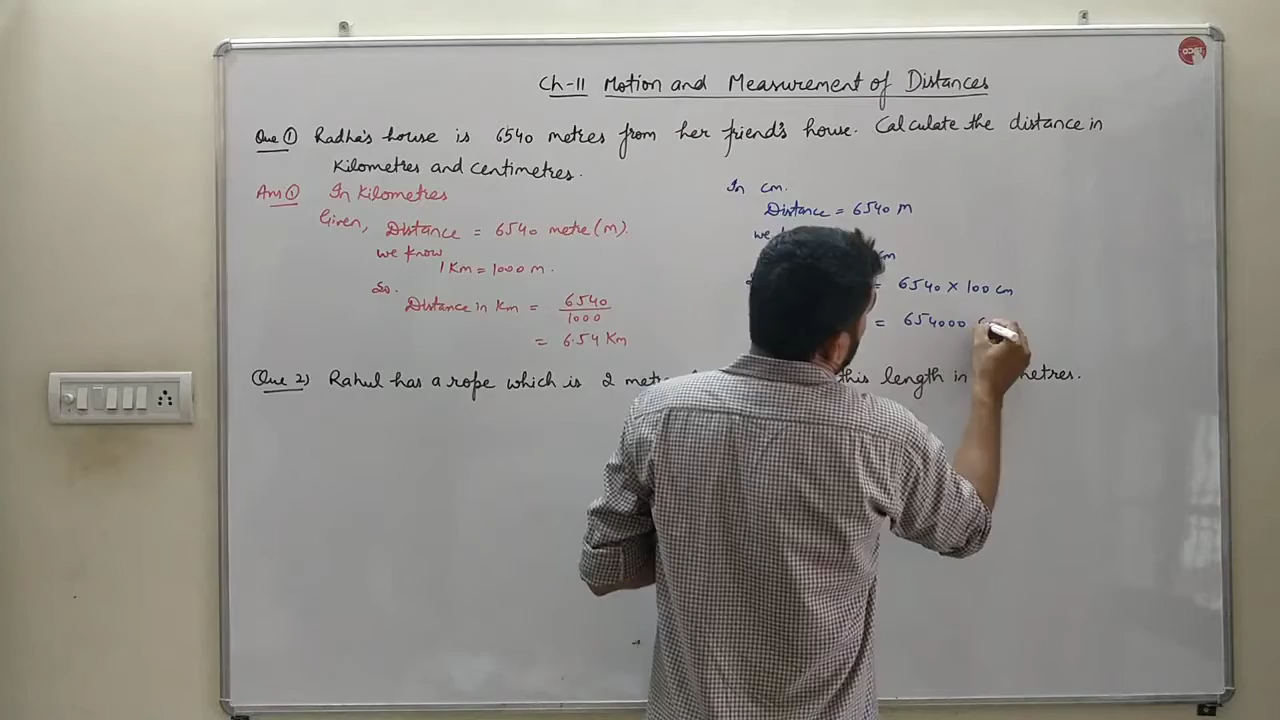 Ch-11 Motion and Measurement of Distances
Que ① Radha's house is 6540 metres from her friend's house. Calculate the distance in
Kilometres and centimetres.
Ans ① In Kilometres
Given, Distance = 6540 metre (m).
we know
1 Km = 1000 m.
So.
Distance in Km = 6540
1000
= 6.54 Km
In cm.
Distance = 6540 M
we
= 6540 × 100 cm
= 654000
Que 2) Rahul has a rope which is 2 this length in